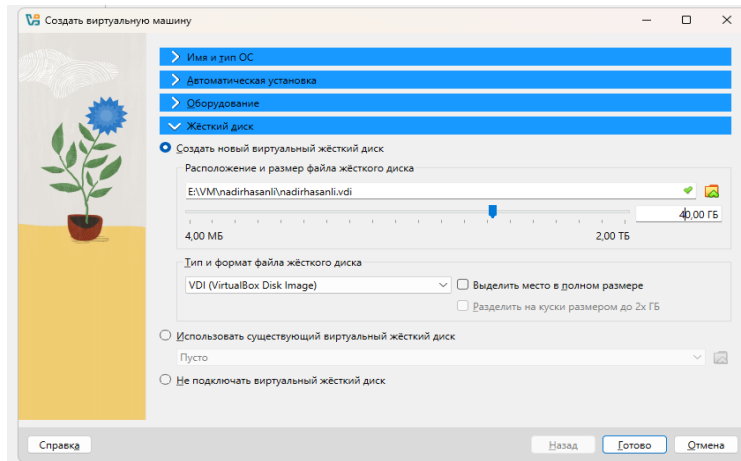 Создать виртуальную машину
Имя и тип ОС
Автоматическая установка
Оборудование
Жёсткий диск
Создать новый виртуальный жёсткий диск
Расположение и размер файла жёсткого диска
E:\VM\nadirhasanli\nadirhasanli.vdi
40,00 ГБ
4,00 МБ 2,00 ТБ
Тип и формат файла жёсткого диска
VDI (VirtualBox Disk Image) Выделить место в полном размере
Разделить на куски размером до 2х ГБ
Использовать существующий виртуальный жёсткий диск
Пусто
Не подключать виртуальный жёсткий диск
Справка Назад Готово Отмена